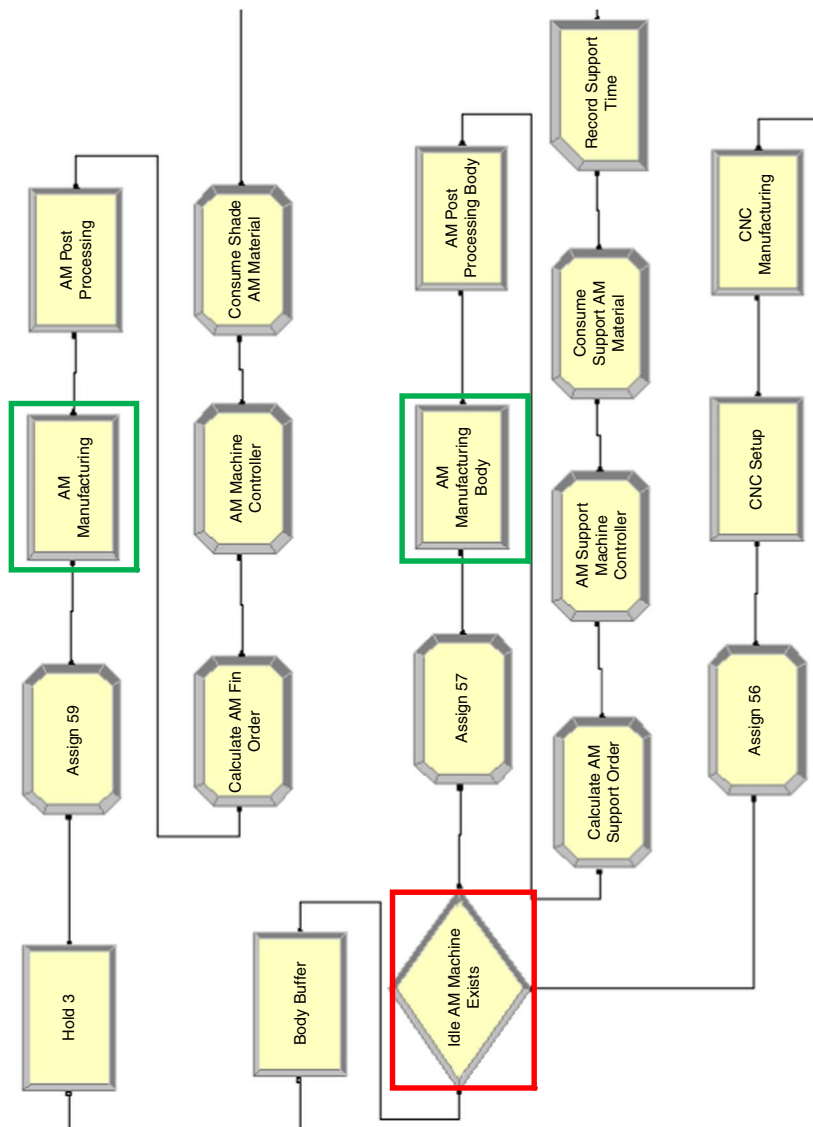 Hold 3
Assign 59
AM
Manufacturing
AM Post
Processing
Calculate AM Fin
Order
AM Machine
Controller
Consume Shade
AM Material
Body Buffer
Idle AM Machine
Exists
Assign 57
AM
Manufacturing
Body
AM Post
Processing Body
Calculate AM
Support Order
AM Support
Machine
Controller
Consume
Support AM
Material
Record Support
Time
Assign 56
CNC Setup
CNC
Manufacturing